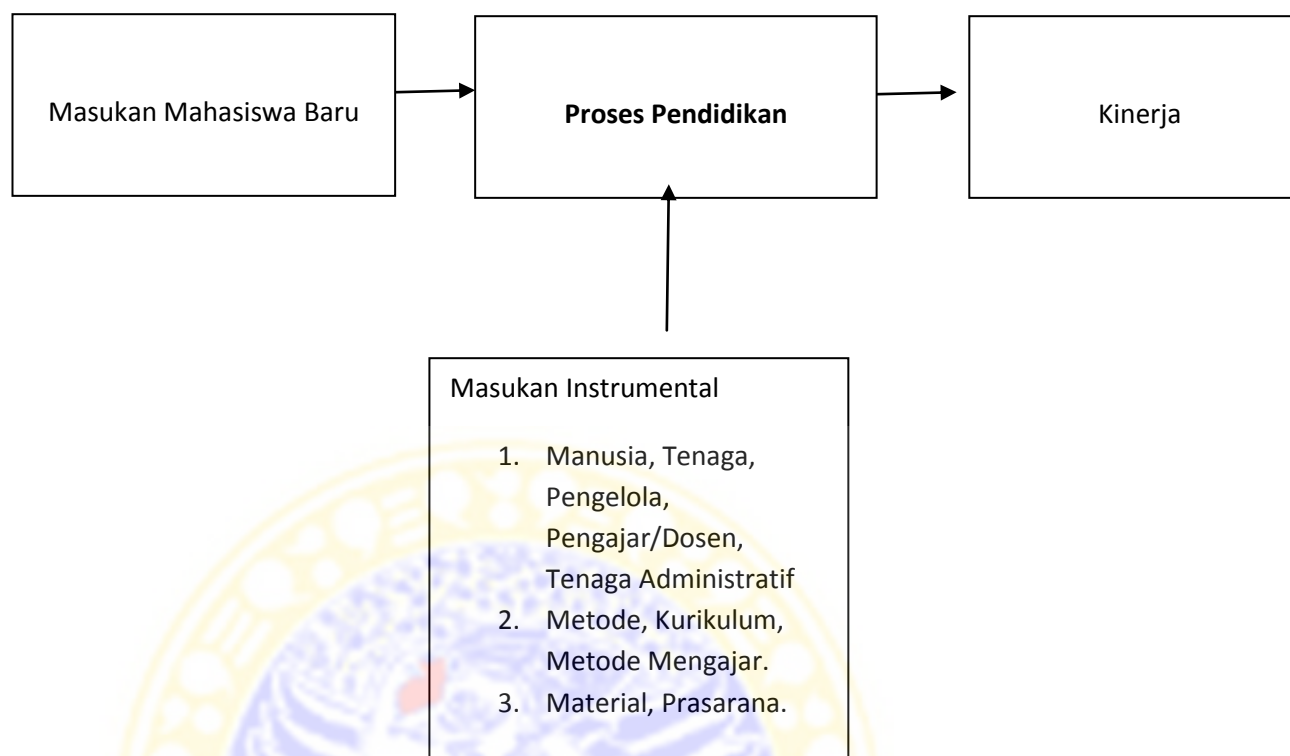 Masukan Mahasiswa Baru
Proses Pendidikan
Kinerja
Masukan Instrumental
1. Manusia, Tenaga,
Pengelola,
Pengajar/Dosen,
Tenaga Administratif
2. Metode, Kurikulum,
Metode Mengajar.
3. Material, Prasarana.